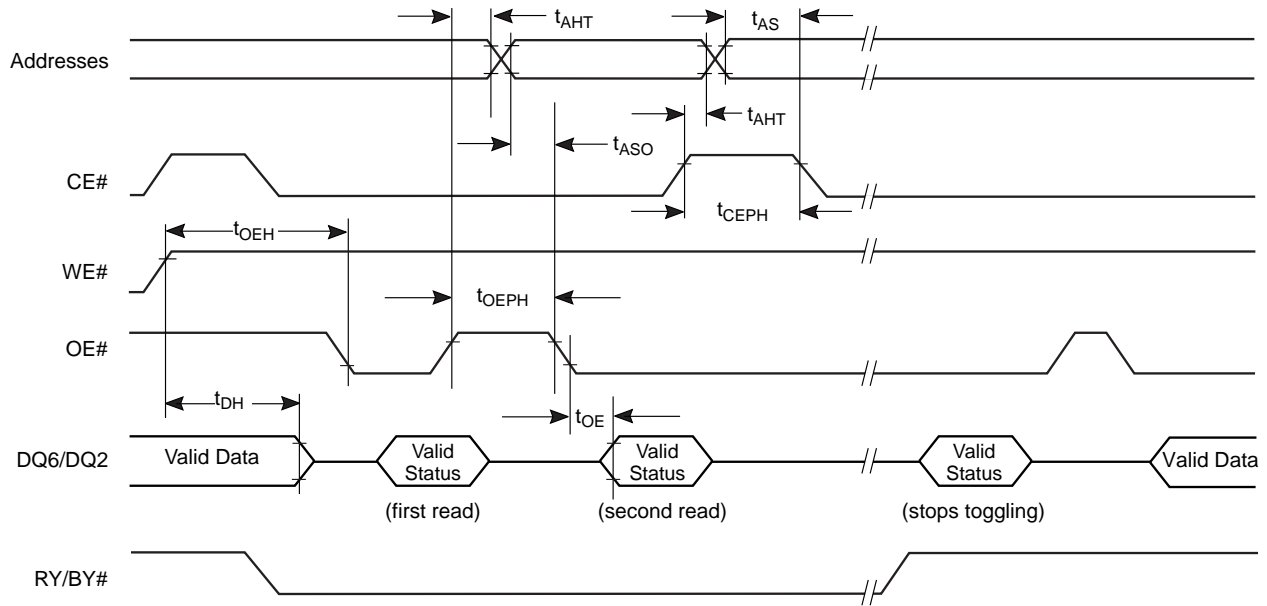 tAHT
tAS
Addresses
tAHT
tASO
CE#
tCEPH
tOEH
WE#
tOEPH
OE#
tDH
tOE
DQ6/DQ2
Valid Data
Valid
Status
Valid
Status
Valid
Status
Valid Data
(first read)
(second read)
(stops toggling)
RY/BY#